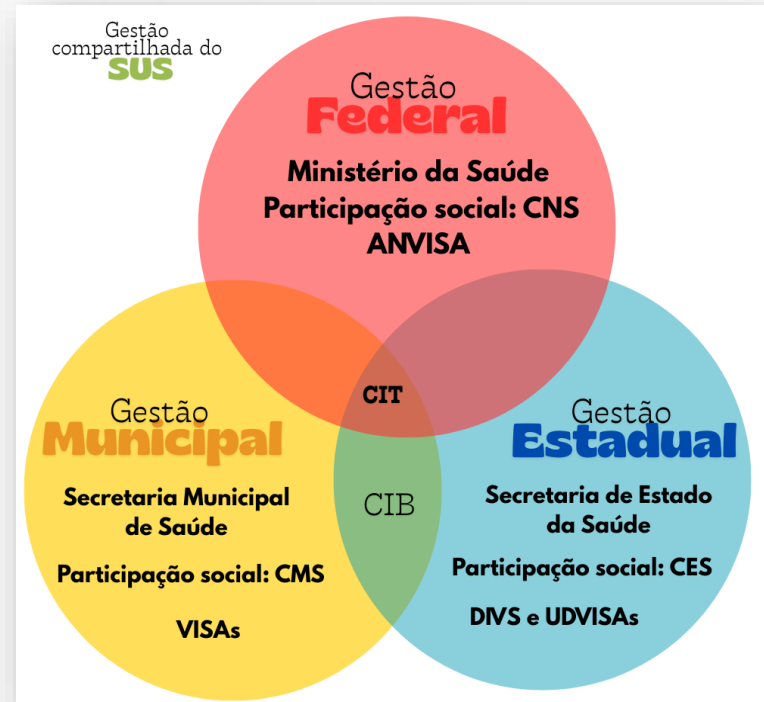 Gestão
compartilhada do
SUS
Gestão
Federal
Ministério da Saúde
Participação social: CNS
ANVISA
CIT
Gestão
Municipal
Secretaria Municipal
de Saúde
Participação social: CMS
VISAs
CIB
Gestão
Estadual
Secretaria de Estado
da Saúde
Participação social: CES
DIVS e UDVISAs